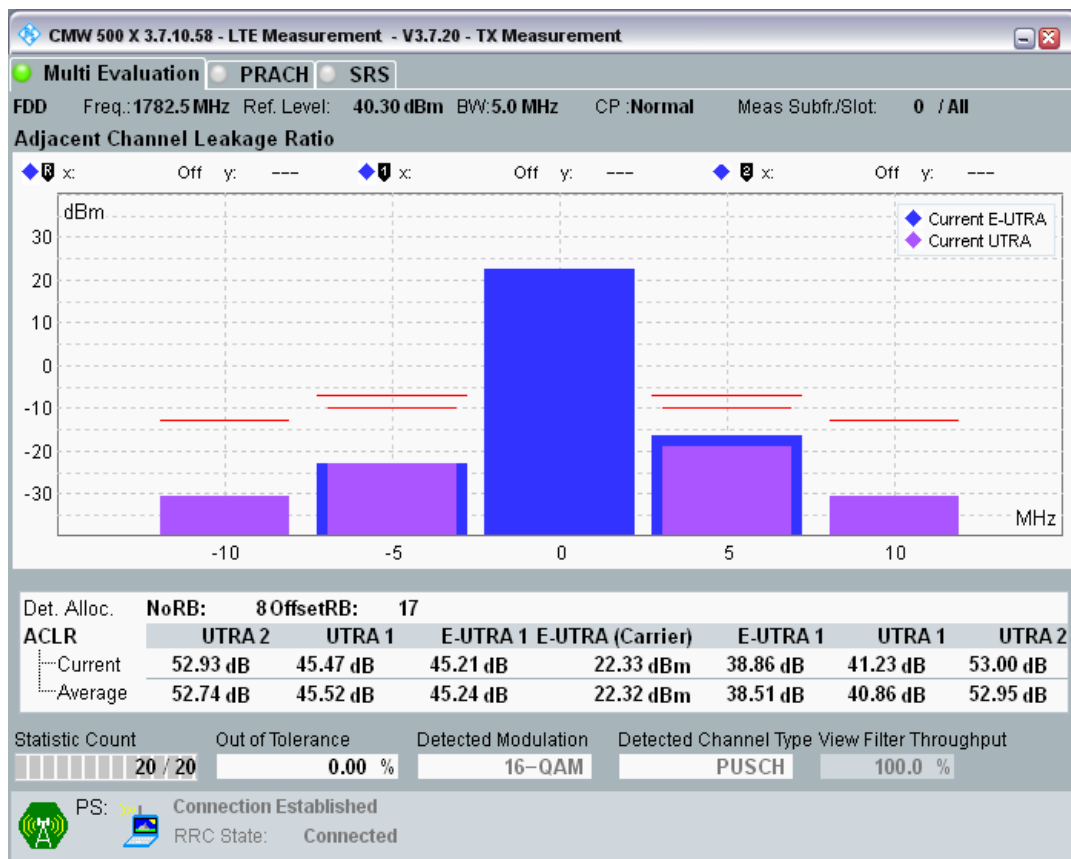 CMW 500 X 3.7.10.58 - LTE Measurement - V3.7.20 - TX Measurement
Multi Evaluation PRACH SRS
FDD Freq.:1782.5 MHz Ref. Level: 40.30 dBm BW:5.0 MHz CP :Normal Meas Subfr./Slot: 0 / All
Adjacent Channel Leakage Ratio
R x: Off y: --- 1 x: Off y: --- 2 x: Off y: ---
dBm
Current E-UTRA
Current UTRA
30
20
10
0
-10
-20
-30
MHz
-10 -5 0 5 10
Det. Alloc. NoRB: 8 OffsetRB: 17
ACLR UTRA 2 UTRA 1 E-UTRA 1 E-UTRA (Carrier) E-UTRA 1 UTRA 1 UTRA 2
Current 52.93 dB 45.47 dB 45.21 dB 22.33 dBm 38.86 dB 41.23 dB 53.00 dB
Average 52.74 dB 45.52 dB 45.24 dB 22.32 dBm 38.51 dB 40.86 dB 52.95 dB
Statistic Count Out of Tolerance Detected Modulation Detected Channel Type View Filter Throughput
20 / 20 0.00 % 16-QAM PUSCH 100.0 %
PS: Connection Established
RRC State: Connected